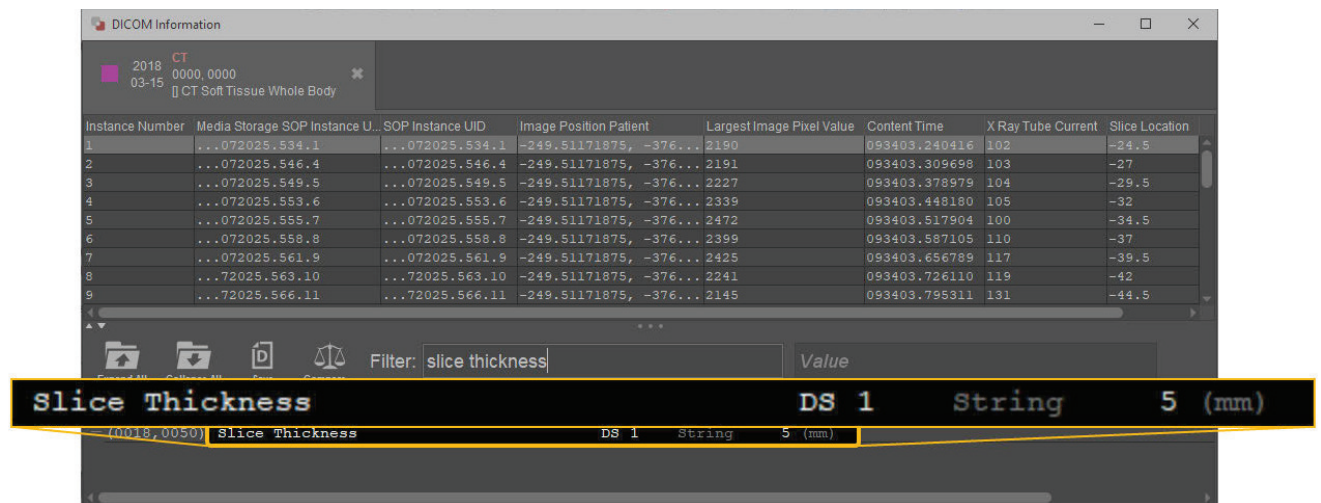 DICOM Information
CT
2018 0000, 0000
03-15 [] CT Soft Tissue Whole Body
Instance Number Media Storage SOP Instance U... SOP Instance UID Image Position Patient Largest Image Pixel Value Content Time X Ray Tube Current Slice Location
1 ...072025.534.1 ...072025.534.1 -249.51171875, -376... 2190 093403.240416 102 -24.5
2 ...072025.546.4 ...072025.546.4 -249.51171875, -376... 2191 093403.309698 103 -27
3 ...072025.549.5 ...072025.549.5 -249.51171875, -376... 2227 093403.378979 104 -29.5
4 ...072025.553.6 ...072025.553.6 -249.51171875, -376... 2339 093403.448180 105 -32
5 ...072025.555.7 ...072025.555.7 -249.51171875, -376... 2472 093403.517904 100 -34.5
6 ...072025.558.8 ...072025.558.8 -249.51171875, -376... 2399 093403.587105 110 -37
7 ...072025.561.9 ...072025.561.9 -249.51171875, -376... 2425 093403.656789 117 -39.5
8 ...72025.563.10 ...72025.563.10 -249.51171875, -376... 2241 093403.726110 119 -42
9 ...72025.566.11 ...72025.566.11 -249.51171875, -376... 2145 093403.795311 131 -44.5
Filter: slice thickness Value
Slice Thickness DS 1 String 5 (mm)
= (0018,0050) Slice Thickness DS 1 String 5 (mm)